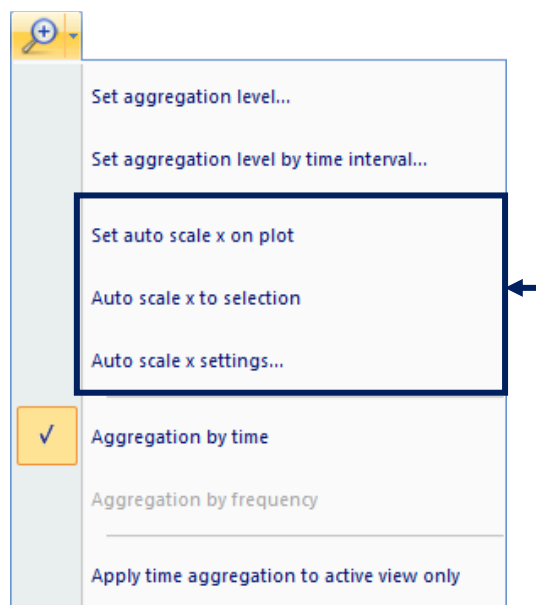 Set aggregation level...
Set aggregation level by time interval...
Set auto scale x on plot
Auto scale x to selection
Auto scale x settings...
Aggregation by time
Aggregation by frequency
Apply time aggregation to active view only